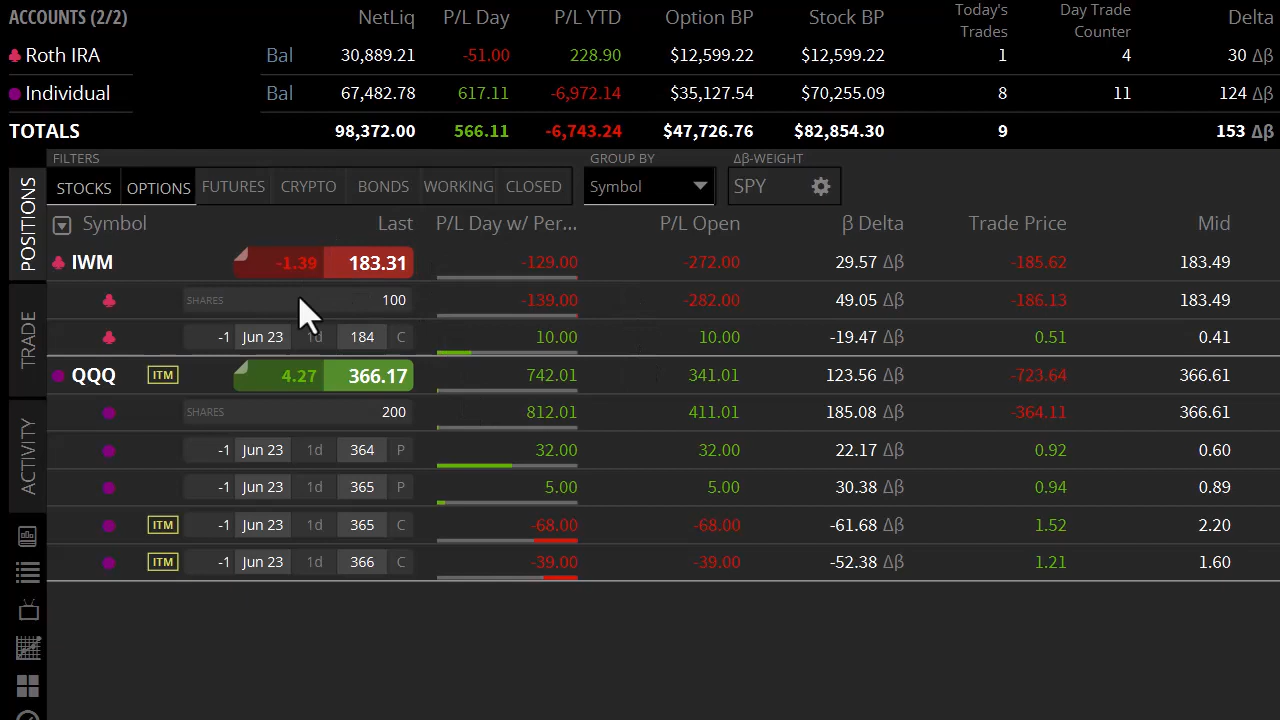 ACCOUNTS (2/2) NetLiq P/L Day P/L YTD Option BP Stock BP Today's Trades Day Trade Counter Delta
Roth IRA Bal 30,889.21 -51.00 228.90 $12,599.22 $12,599.22 1 4 30 Δβ
Individual Bal 67,482.78 617.11 -6,972.14 $35,127.54 $70,255.09 8 11 124 Δβ
TOTALS 98,372.00 566.11 -6,743.24 $47,726.76 $82,854.30 9 153 Δβ
FILTERS GROUP BY Δβ-WEIGHT
STOCKS OPTIONS FUTURES CRYPTO BONDS WORKING CLOSED Symbol SPY
POSITIONS
TRADE
ACTIVITY
Symbol Last P/L Day w/ Per... P/L Open β Delta Trade Price Mid
IWM -1.39 183.31 -129.00 -272.00 29.57 Δβ -185.62 183.49
SHARES 100 -139.00 -282.00 49.05 Δβ -186.13 183.49
-1 Jun 23 1d 184 C 10.00 10.00 -19.47 Δβ 0.51 0.41
QQQ ITM 4.27 366.17 742.01 341.01 123.56 Δβ -723.64 366.61
SHARES 200 812.01 411.01 185.08 Δβ -364.11 366.61
-1 Jun 23 1d 364 P 32.00 32.00 22.17 Δβ 0.92 0.60
-1 Jun 23 1d 365 P 5.00 5.00 30.38 Δβ 0.94 0.89
ITM -1 Jun 23 1d 365 C -68.00 -68.00 -61.68 Δβ 1.52 2.20
ITM -1 Jun 23 1d 366 C -39.00 -39.00 -52.38 Δβ 1.21 1.60